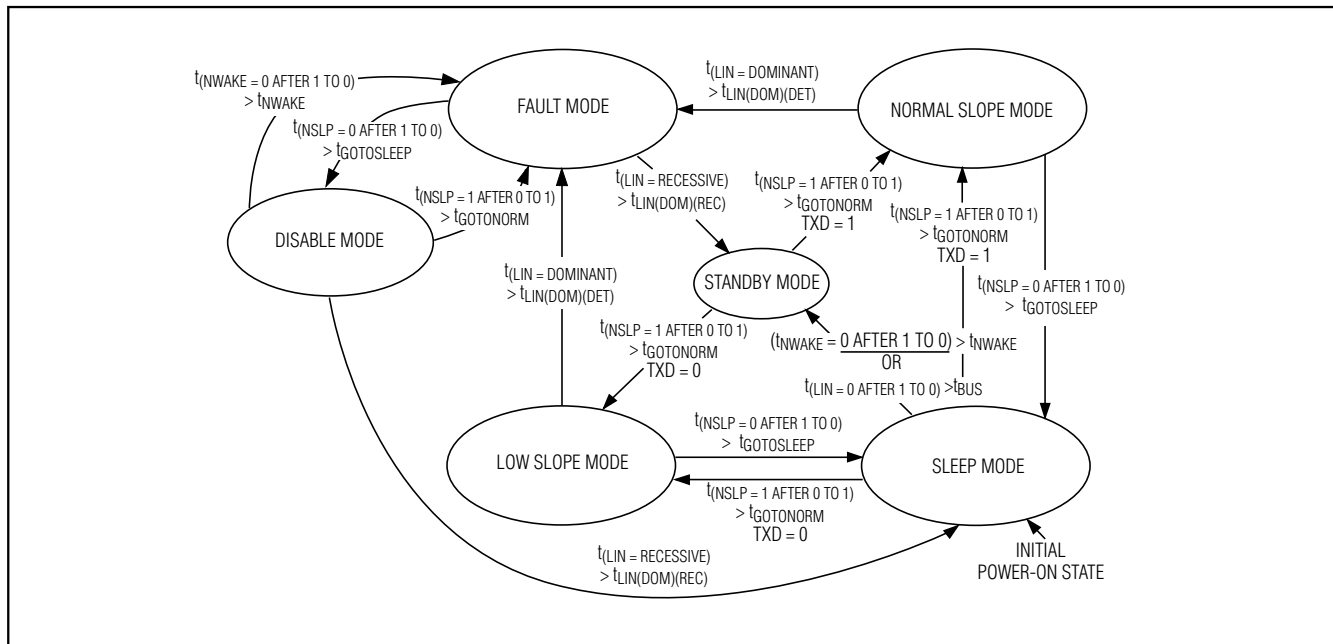 t(NWAKE = 0 AFTER 1 TO 0)
> tNWAKE
FAULT MODE
t(LIN = DOMINANT)
> tLIN(DOM)(DET)
NORMAL SLOPE MODE
t(NSLP = 0 AFTER 1 TO 0)
> tGOTOSLEEP
t(NSLP = 1 AFTER 0 TO 1)
> tGOTONORM
DISABLE MODE
t(LIN = RECESSIVE)
> tLIN(DOM)(REC)
t(NSLP = 1 AFTER 0 TO 1)
> tGOTONORM
TXD = 1
t(NSLP = 1 AFTER 0 TO 1)
> tGOTONORM
TXD = 1
t(LIN = DOMINANT)
> tLIN(DOM)(DET)
STANDBY MODE
t(NSLP = 0 AFTER 1 TO 0)
> tGOTOSLEEP
t(NSLP = 1 AFTER 0 TO 1)
> tGOTONORM
TXD = 0
(tNWAKE = 0 AFTER 1 TO 0) > tNWAKE
OR
t(LIN = 0 AFTER 1 TO 0) >tBUS
LOW SLOPE MODE
t(NSLP = 0 AFTER 1 TO 0)
> tGOTOSLEEP
SLEEP MODE
t(NSLP = 1 AFTER 0 TO 1)
> tGOTONORM
TXD = 0
t(LIN = RECESSIVE)
> tLIN(DOM)(REC)
INITIAL
POWER-ON STATE